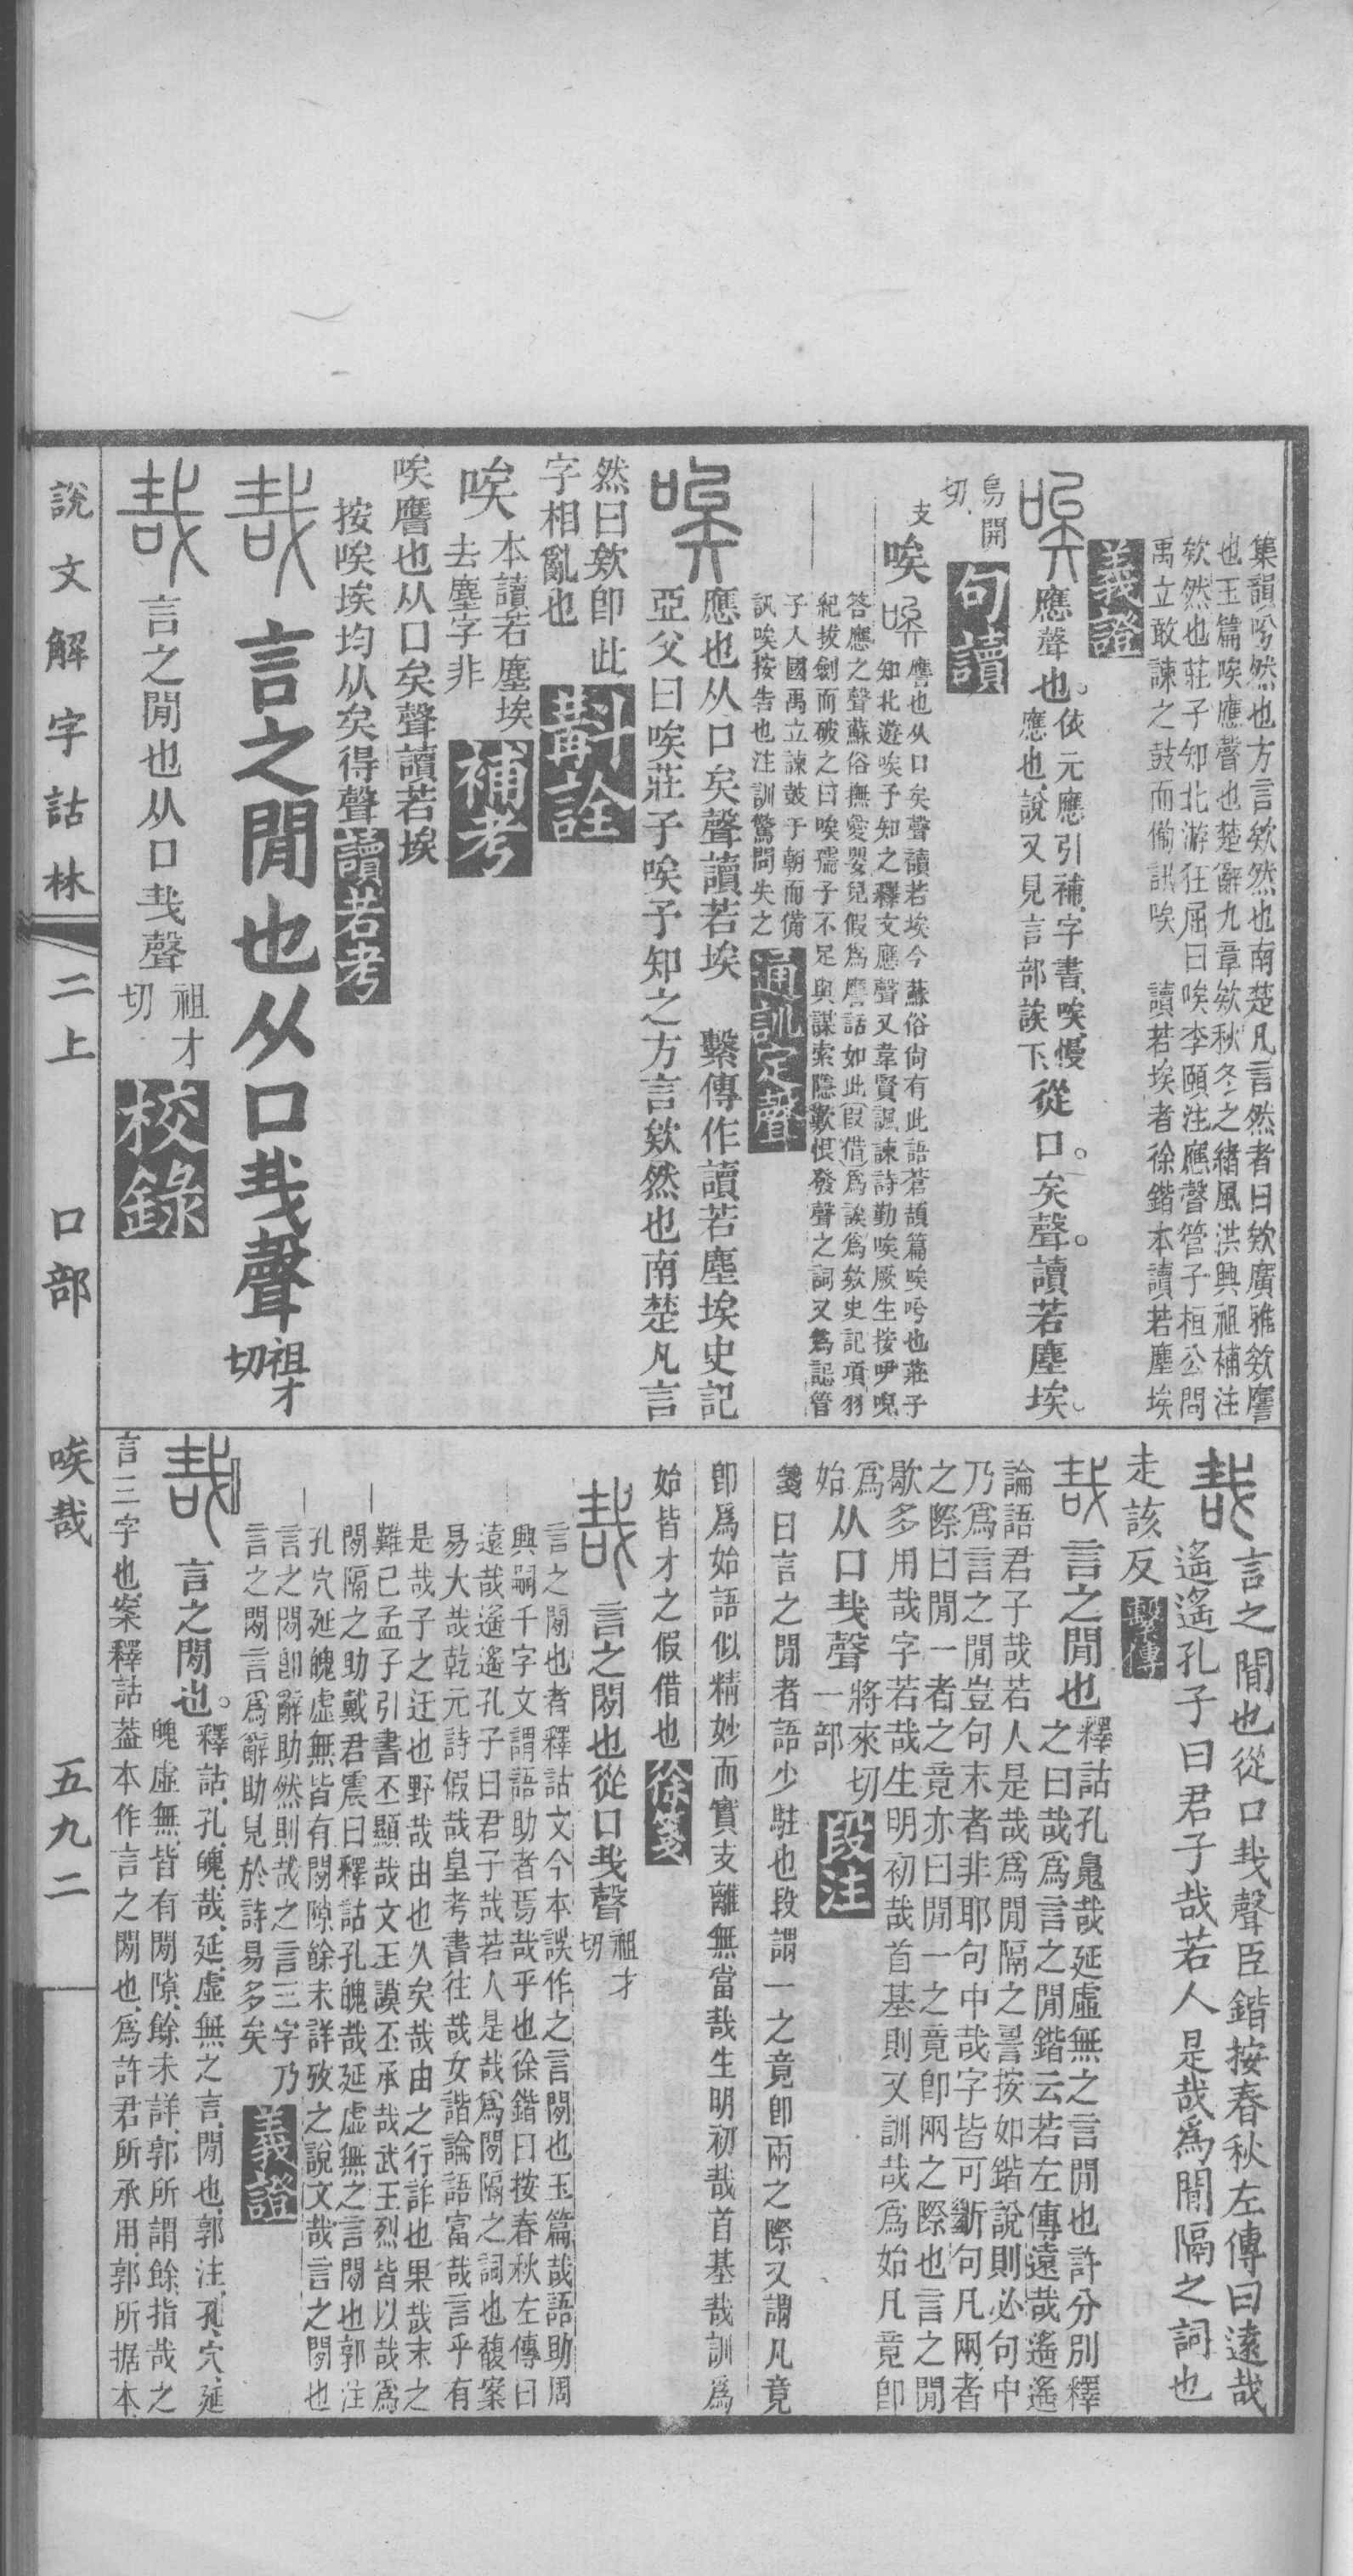 集韻吟然也方言欸然也南楚凡言然者曰欸廣雅欸譍
也玉篇唉應聲也楚辭九章欸秋冬之緒風洪興祖補注
欸然也莊子知北游狂屈曰唉李頤注應聲管子桓公問
禹立敢諫之鼓而備訊唉　讀若埃者徐鍇本讀若塵埃
義證
應聲也。依元應引補字書唉慢
應也說又見言部誒下、從口。矣聲。讀若塵埃。
烏開
切、
句讀
支
唉
譍也从口矣聲讀若埃今蘇俗尚有此語蒼頡篇唉吟也莊子
知北遊唉予知之釋文應聲又韋賢諷諫詩勤唉厥生按吚唲
答應之聲蘇俗撫愛嬰兒假爲譍話如此(叚借)爲誒爲欸史記項羽
紀拔劍而破之曰唉孺子不足與謀索隱歎恨發聲之詞又爲記管
子人國禹立諫鼓于朝而備
訊唉按告也注訓驚問失之
通訓定聲
應也从口矣聲讀若埃　繫傳作讀若塵埃史記
亞父曰唉莊子唉予知之方言欸然也南楚凡言
然曰欸卽此
字相亂也
斠詮
唉
本讀若塵埃
去塵字非
補考
唉譍也从口矣聲讀若埃
按唉埃均从矣得聲
讀若考
言之閒也从口𢦏聲祖才
切
言之閒也从口𢦏聲祖才
切
校錄
說文解字詁林
二上
口部
唉哉
五九二
言之閒也從口𢦏聲臣鍇按春秋左傳曰遠哉
遙遙孔子曰君子哉若人是哉爲閒隔之詞也
走該反
繫傳
言之閒也釋詁孔鬼哉延虛無之言閒也許分別釋
之曰哉爲言之閒鍇云若左傳遠哉遙遙
論語君子哉若人是哉爲閒隔之䛐按如鍇說則必句中
乃爲言之閒豈句末者非耶句中哉字皆可斷句凡兩者
之際曰閒一者之竟亦曰閒一之竟卽兩之際也言之閒
歇多用哉字若哉生明初哉首基則又訓哉爲始凡竟卽
爲
始
从口𢦏聲將來切
一部
段注
箋曰言之閒者語少駐也段謂一之竟卽兩之際又謂凡竟
卽爲始語似精妙而實支離無當哉生明初哉首基哉訓爲
始皆才之假借也
徐箋
言之閒也從口𢦏聲祖才
切
言之閒也者釋詁文今本誤作之言閒也玉篇哉語助周
興嗣千字文謂語助者焉哉乎也徐鍇曰按春秋左傳曰
遠哉遙遙孔子曰君子哉若人是哉爲閒隔之詞也馥案
易大哉乾元詩假哉皇考書往哉女諧論語富哉言乎有
是哉子之迂也野哉由也久矣哉由之行詐也果哉末之
難已孟子引書丕顯哉文王謨丕承哉武王烈皆以哉爲
閒隔之助戴君震曰釋詁孔魄哉延虛無之言閒也郭注
孔穴延魄虛無皆有閒隙餘未詳攷之說文哉言之閒也
言之閒卽辭助然則哉之言三字乃
言之閒言爲辭助見於詩易多矣
義證
言之閒也。釋詁、孔、魄、哉、延、虛、無、之、言、閒也、郭注、孔、穴、延
魄虛無、皆有閒隙、餘未詳、郭所謂餘、指哉之
言三字也、案釋詁蓋本作言之閒也、爲許君所承用、郭所据本、